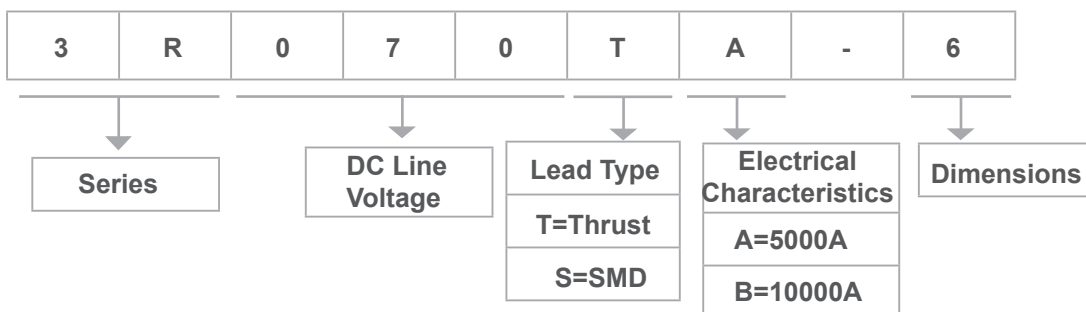 3 R 0 7 0 T A - 6
Series
DC Line
Voltage
Lead Type
T=Thrust
S=SMD
Electrical
Characteristics
A=5000A
B=10000A
Dimensions